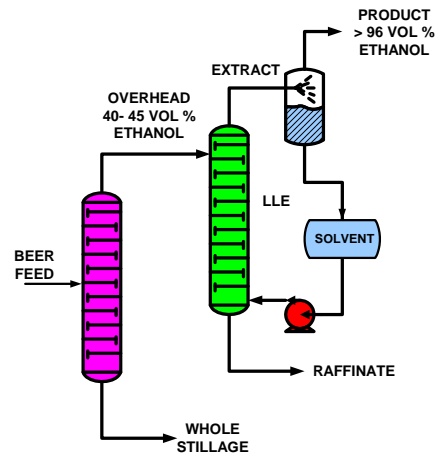 PRODUCT
> 96 VOL %
ETHANOL
EXTRACT
OVERHEAD
40- 45 VOL %
ETHANOL
LLE
SOLVENT
BEER
FEED
RAFFINATE
WHOLE
STILLAGE